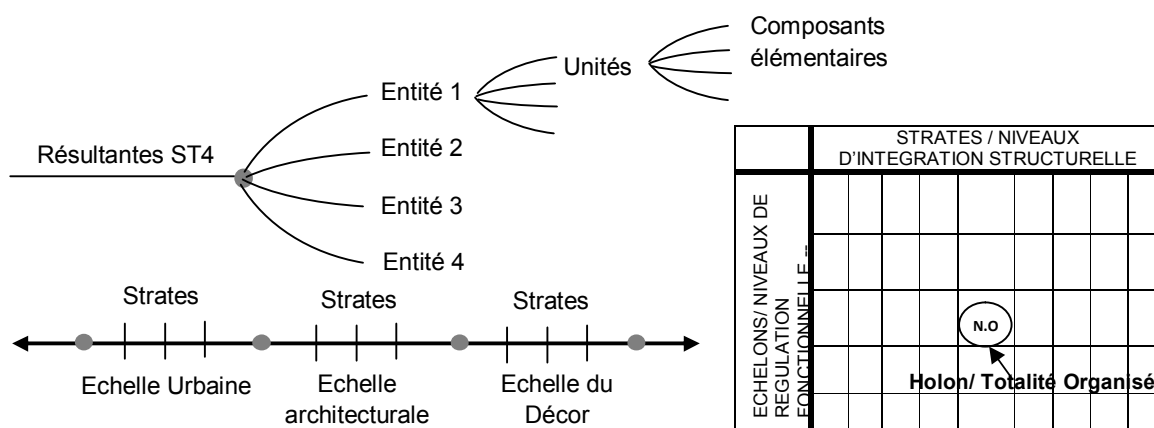 Composants
élémentaires
Unités
Entité 1
Résultantes ST4
Entité 2
Entité 3
Entité 4
Strates
Strates
Strates
Echelle Urbaine
Echelle
architecturale
Echelle du
Décor
STRATES / NIVEAUX
D'INTEGRATION STRUCTURELLE
ECHELONS/ NIVEAUX DE
REGULATION
FONCTIONNELLE --
N.O
Holon/ Totalité Organisé